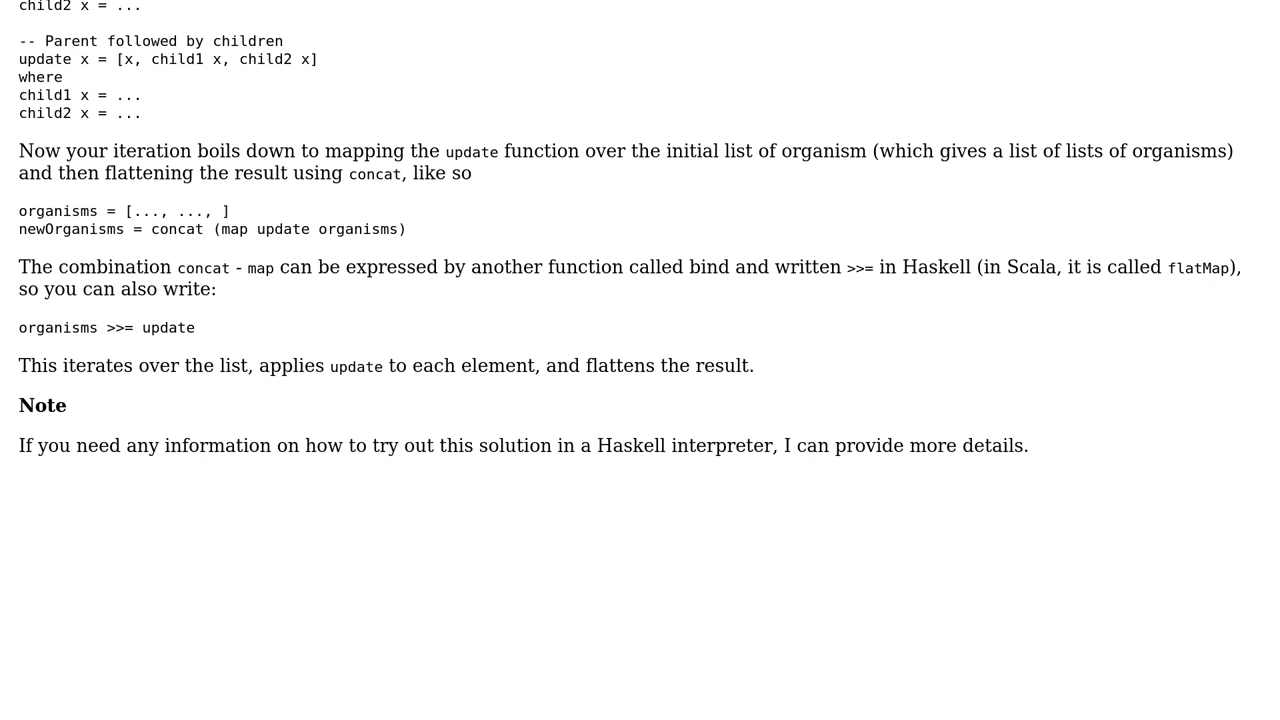 child2 x = ...
-- Parent followed by children
update x = [x, child1 x, child2 x]
where
child1 x = ...
child2 x = ...
Now your iteration boils down to mapping the update function over the initial list of organism (which gives a list of lists of organisms)
and then flattening the result using concat, like so
organisms = [..., ..., ]
newOrganisms = concat (map update organisms)
The combination concat - map can be expressed by another function called bind and written >>= in Haskell (in Scala, it is called flatMap),
so you can also write:
organisms >>= update
This iterates over the list, applies update to each element, and flattens the result.
Note
If you need any information on how to try out this solution in a Haskell interpreter, I can provide more details.